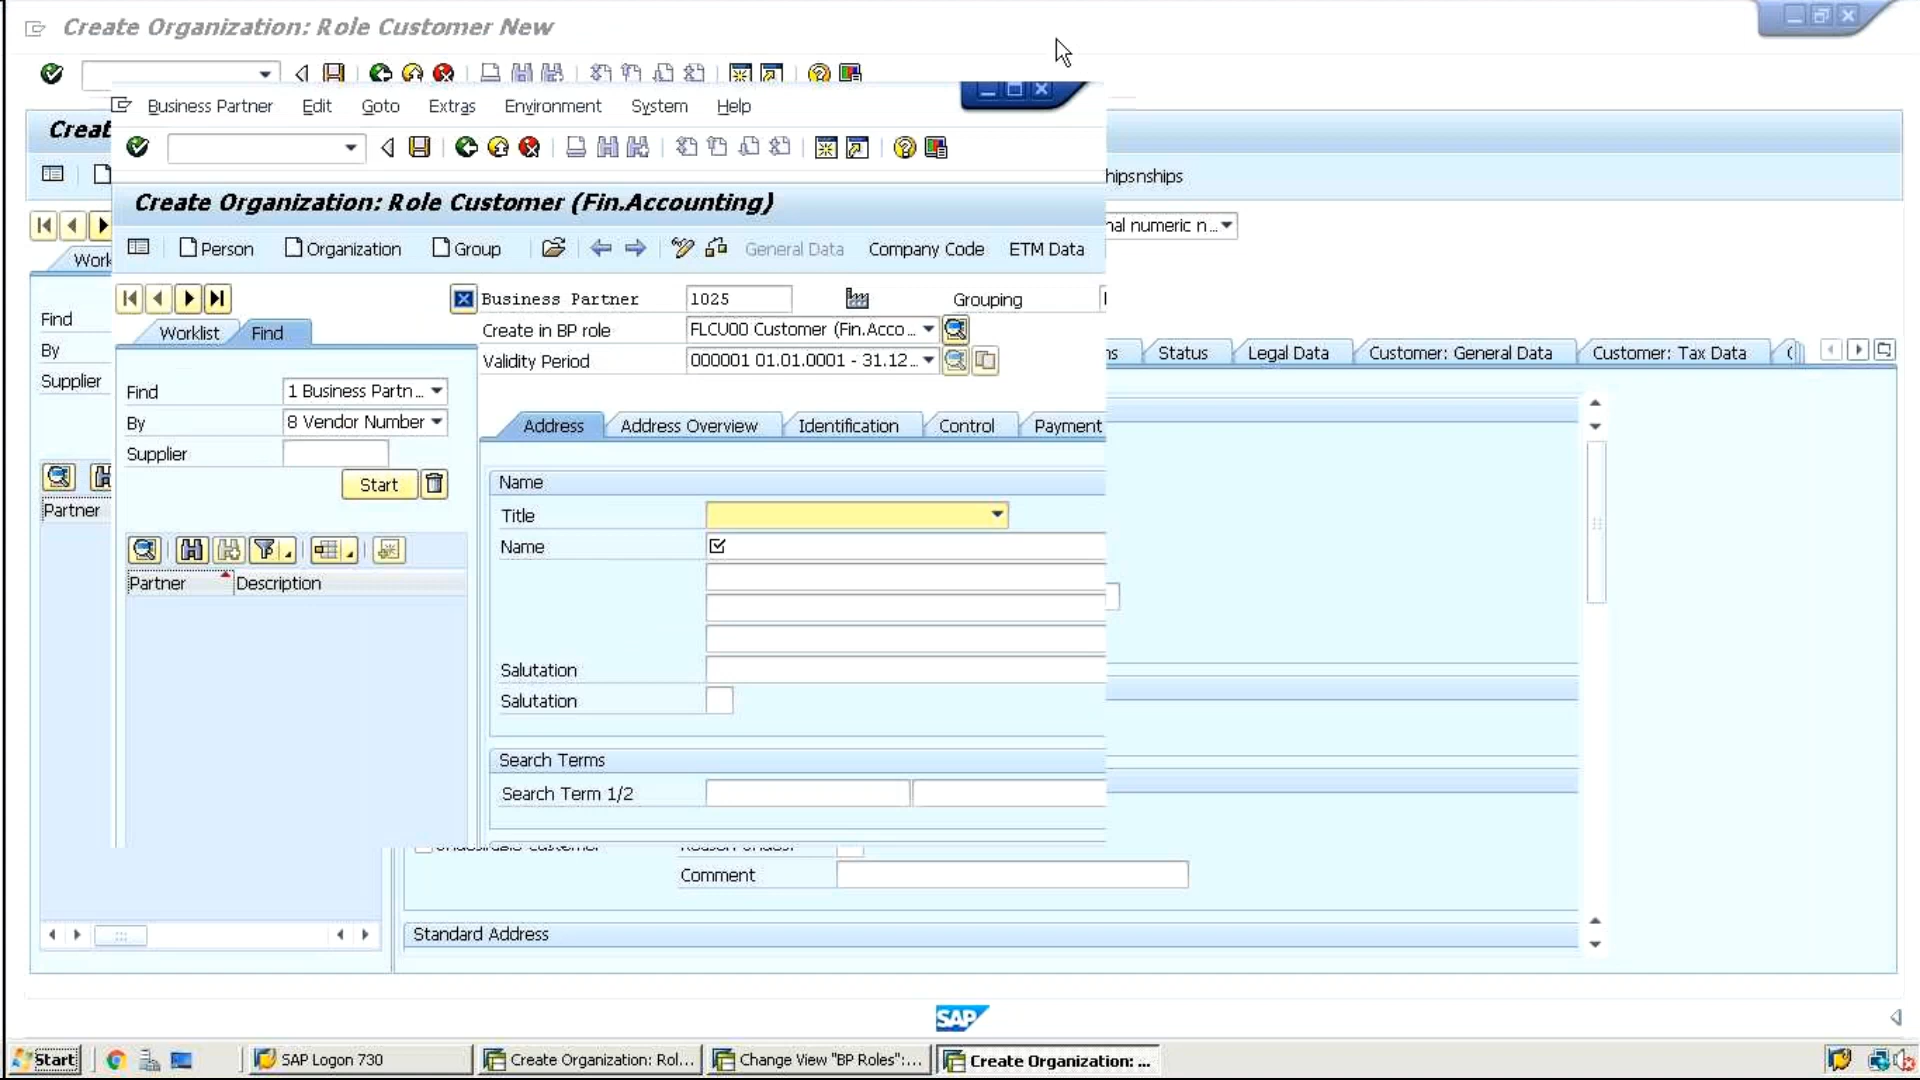 Create Organization: Role Customer New
Business Partner Edit Goto Extras Environment System Help
Creat
Create Organization: Role Customer (Fin.Accounting)
hipsnships
Person Organization Group General Data Company Code ETM Data
nal numeric n...
Work
Business Partner 1025 Grouping
Create in BP role FLCU00 Customer (Fin.Acco...
Validity Period 000001 01.01.0001 - 31.12...
Worklist Find
Find
By
Supplier
Find 1 Business Partn...
By 8 Vendor Number
Supplier
Start
ns Status Legal Data Customer: General Data Customer: Tax Data
Address Address Overview Identification Control Payment
Name
Title
Name
Partner
Partner Description
Salutation
Salutation
Search Terms
Search Term 1/2
Comment
Standard Address
SAP
Start SAP Logon 730 Create Organization: Rol... Change View "BP Roles":... Create Organization: ...